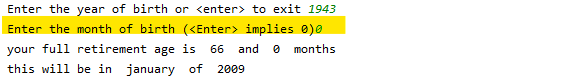 Enter the year of birth or <enter> to exit 1943
Enter the month of birth (<Enter> implies 0)0
your full retirement age is  66  and  0  months
this will be in  january  of  2009